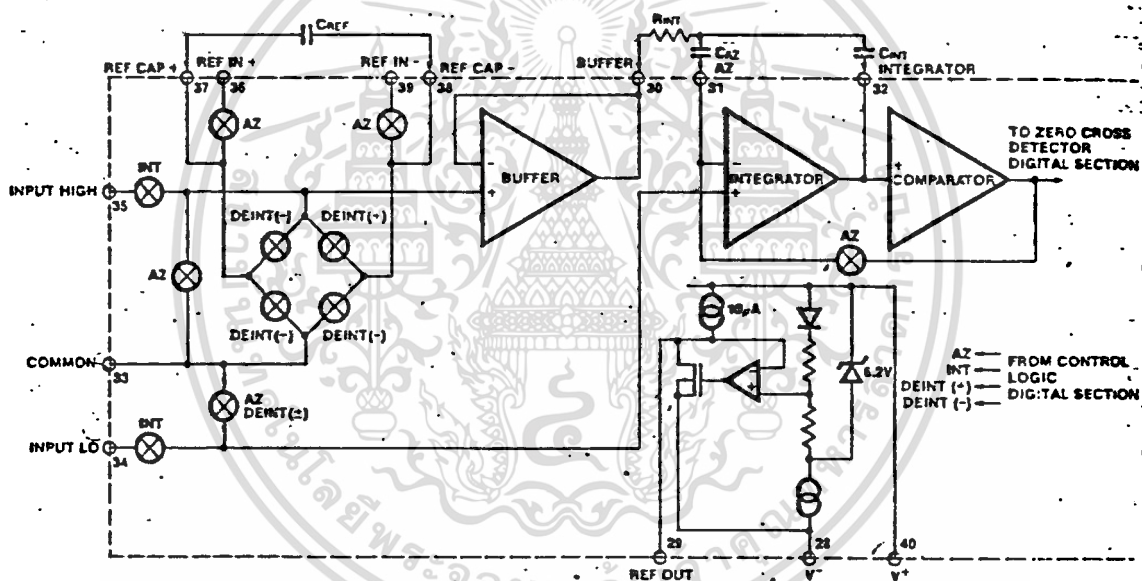 CREF
RINT
REF CAP +
REF IN +
REF IN -
REF CAP -
BUFFER
CAZ
AZ
CINT
INTEGRATOR
37
36
39
38
30
31
32
AZ
AZ
INT
INPUT HIGH
35
BUFFER
INTEGRATOR
COMPARATOR
TO ZERO CROSS
DETECTOR
DIGITAL SECTION
DEINT(-)
DEINT(+)
AZ
AZ
DEINT(-)
DEINT(-)
COMMON
33
AZ
DEINT(±)
INT
INPUT LO
34
6.2V
AZ
INT
DEINT (+)
DEINT (-)
FROM CONTROL
LOGIC
DIGITAL SECTION
29
28
40
REF OUT
V-
V+